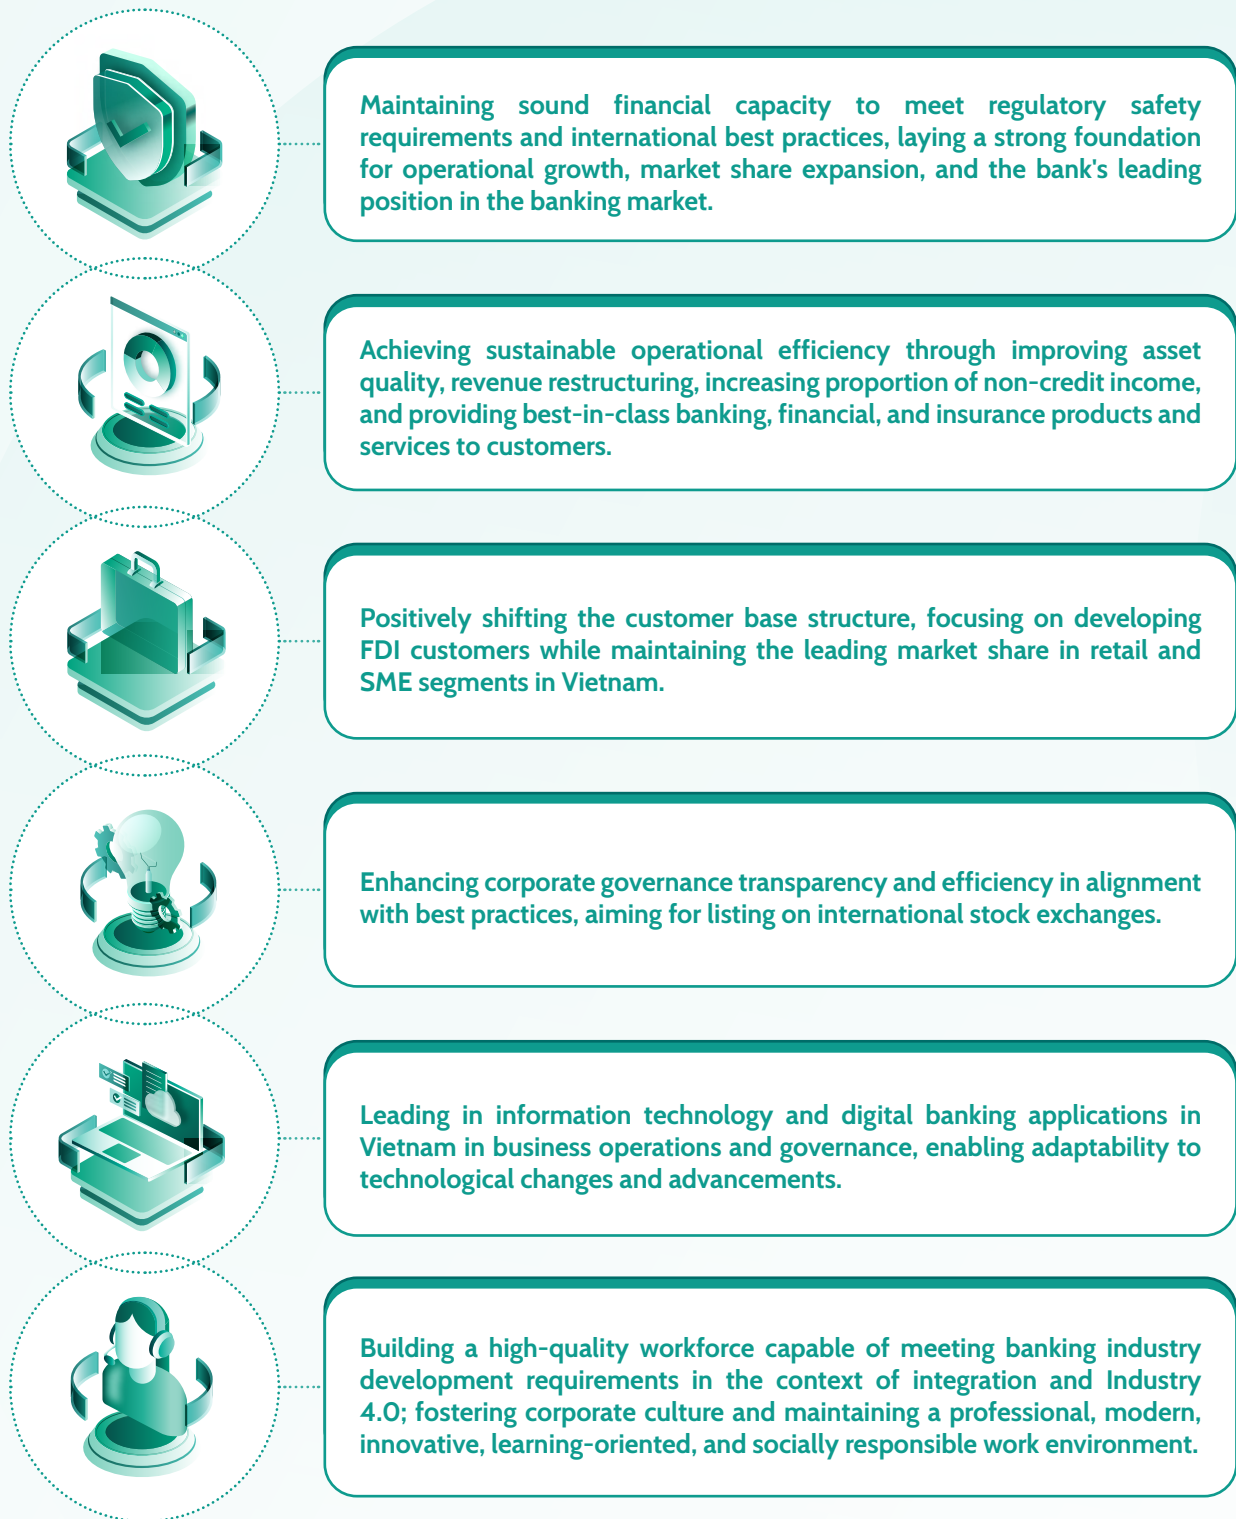 Maintaining sound financial capacity to meet regulatory safety
requirements and international best practices, laying a strong foundation
for operational growth, market share expansion, and the bank's leading
position in the banking market.
Achieving sustainable operational efficiency through improving asset
quality, revenue restructuring, increasing proportion of non-credit income,
and providing best-in-class banking, financial, and insurance products and
services to customers.
Positively shifting the customer base structure, focusing on developing
FDI customers while maintaining the leading market share in retail and
SME segments in Vietnam.
Enhancing corporate governance transparency and efficiency in alignment
with best practices, aiming for listing on international stock exchanges.
Leading in information technology and digital banking applications in
Vietnam in business operations and governance, enabling adaptability to
technological changes and advancements.
Building a high-quality workforce capable of meeting banking industry
development requirements in the context of integration and Industry
4.0; fostering corporate culture and maintaining a professional, modern,
innovative, learning-oriented, and socially responsible work environment.